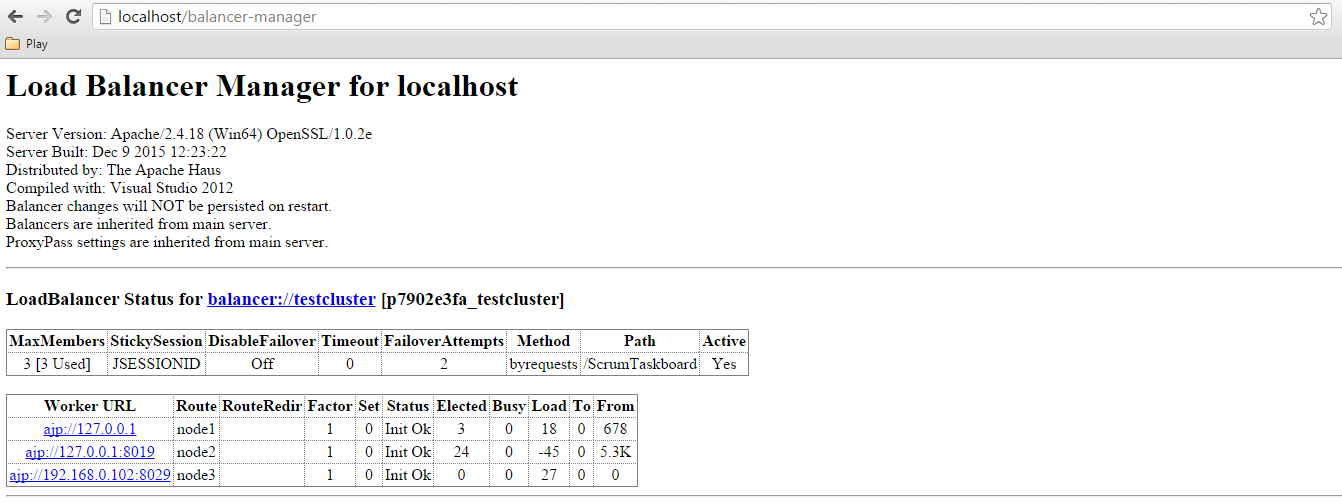 localhost/balancer-manager
Play
Load Balancer Manager for localhost
Server Version: Apache/2.4.18 (Win64) OpenSSL/1.0.2e
Server Built: Dec 9 2015 12:23:22
Distributed by: The Apache Haus
Compiled with: Visual Studio 2012
Balancer changes will NOT be persisted on restart.
Balancers are inherited from main server.
ProxyPass settings are inherited from main server.
LoadBalancer Status for balancer://testcluster [p7902e3fa_testcluster]
MaxMembers StickySession DisableFailover Timeout FailoverAttempts Method Path Active
3 [3 Used] JSESSIONID Off 0 2 byrequests /ScrumTaskboard Yes
Worker URL Route RouteRedir Factor Set Status Elected Busy Load To From
ajp://127.0.0.1 node1 1 0 Init Ok 3 0 18 0 678
ajp://127.0.0.1:8019 node2 1 0 Init Ok 24 0 -45 0 5.3K
ajp://192.168.0.102:8029 node3 1 0 Init Ok 0 0 27 0 0